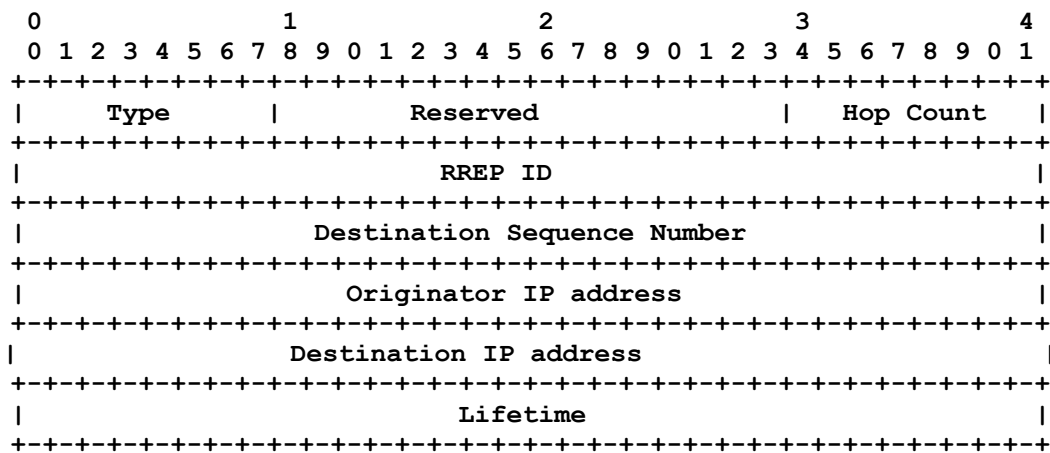 0 1 2 3 4
0 1 2 3 4 5 6 7 8 9 0 1 2 3 4 5 6 7 8 9 0 1 2 3 4 5 6 7 8 9 0 1
+-+-+-+-+-+-+-+-+-+-+-+-+-+-+-+-+-+-+-+-+-+-+-+-+-+-+-+-+-+-+-+-+
| Type | Reserved | Hop Count |
+-+-+-+-+-+-+-+-+-+-+-+-+-+-+-+-+-+-+-+-+-+-+-+-+-+-+-+-+-+-+-+-+
| RREP ID |
+-+-+-+-+-+-+-+-+-+-+-+-+-+-+-+-+-+-+-+-+-+-+-+-+-+-+-+-+-+-+-+-+
| Destination Sequence Number |
+-+-+-+-+-+-+-+-+-+-+-+-+-+-+-+-+-+-+-+-+-+-+-+-+-+-+-+-+-+-+-+-+
| Originator IP address |
+-+-+-+-+-+-+-+-+-+-+-+-+-+-+-+-+-+-+-+-+-+-+-+-+-+-+-+-+-+-+-+-+
| Destination IP address |
+-+-+-+-+-+-+-+-+-+-+-+-+-+-+-+-+-+-+-+-+-+-+-+-+-+-+-+-+-+-+-+-+
| Lifetime |
+-+-+-+-+-+-+-+-+-+-+-+-+-+-+-+-+-+-+-+-+-+-+-+-+-+-+-+-+-+-+-+-+